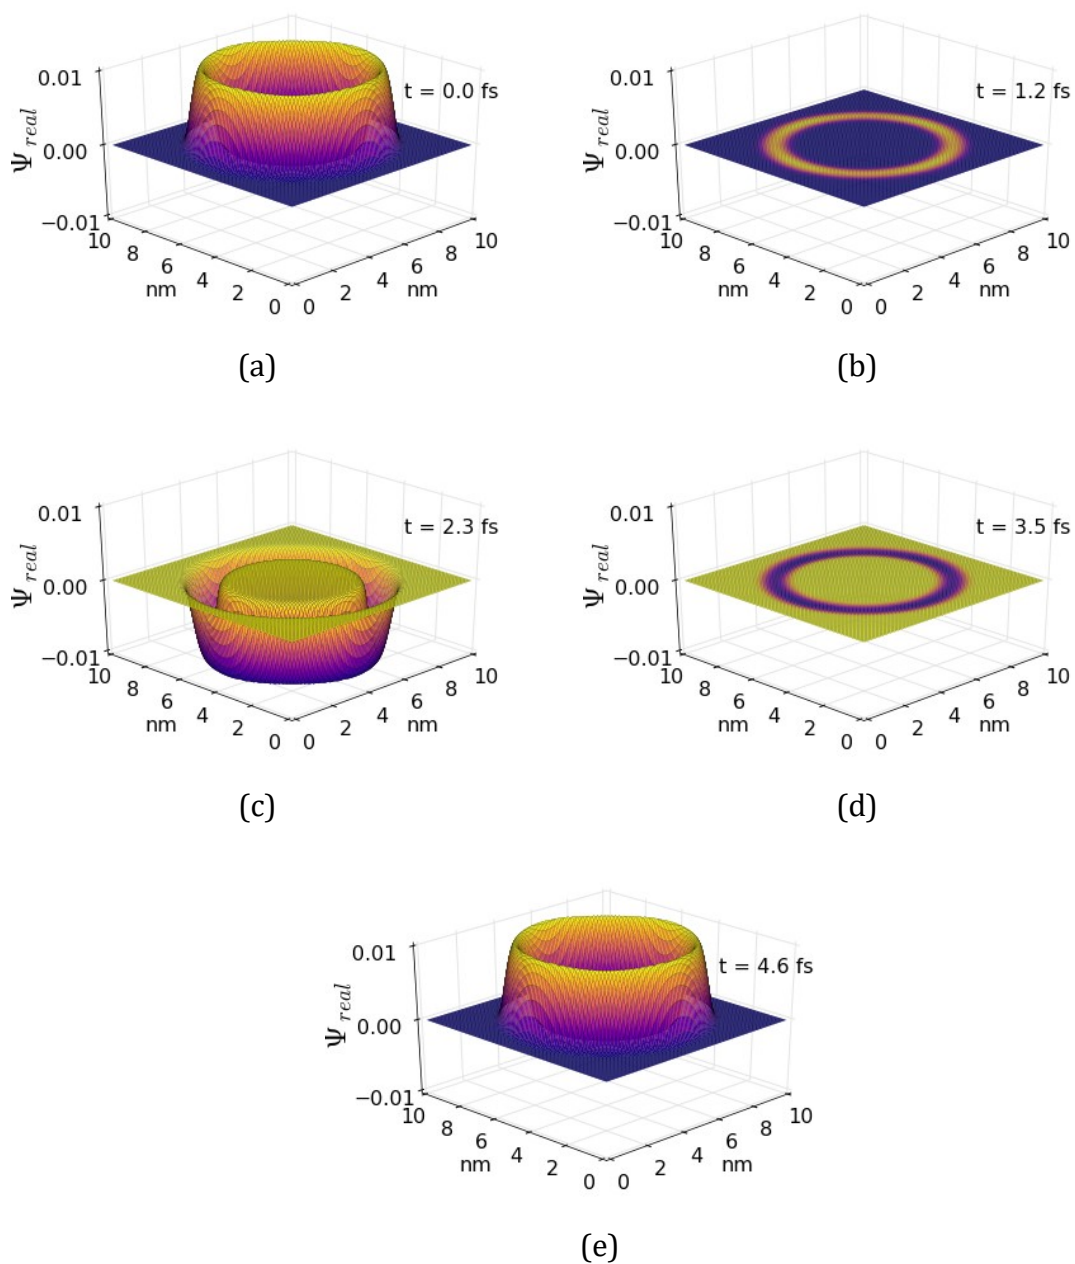 0.01
t = 0.0 fs
Ψ real
0.00
−0.01
10 8 6 4 2 0
nm
0 2 4 6 8 10
nm
(a)
0.01
t = 1.2 fs
Ψ real
0.00
−0.01
10 8 6 4 2 0
nm
0 2 4 6 8 10
nm
(b)
0.01
t = 2.3 fs
Ψ real
0.00
−0.01
10 8 6 4 2 0
nm
0 2 4 6 8 10
nm
(c)
0.01
t = 3.5 fs
Ψ real
0.00
−0.01
10 8 6 4 2 0
nm
0 2 4 6 8 10
nm
(d)
0.01
t = 4.6 fs
Ψ real
0.00
−0.01
10 8 6 4 2 0
nm
0 2 4 6 8 10
nm
(e)